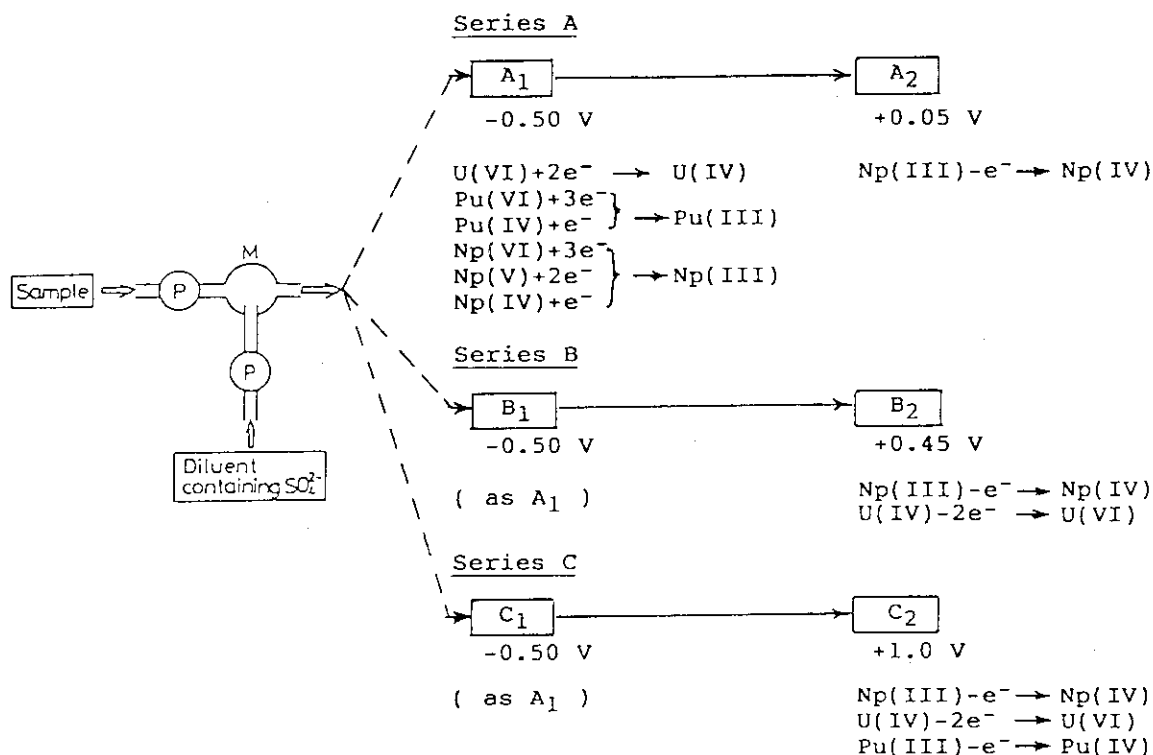 Series A
A1
-0.50 V
A2
+0.05 V
U(VI)+2e⁻ → U(IV)
Pu(VI)+3e⁻
Pu(IV)+e⁻
} → Pu(III)
Np(VI)+3e⁻
Np(V)+2e⁻
Np(IV)+e⁻
} → Np(III)
Np(III)-e⁻ → Np(IV)
Sample
P
M
P
Diluent
containing SO₄²⁻
Series B
B1
-0.50 V
( as A1 )
B2
+0.45 V
Np(III)-e⁻ → Np(IV)
U(IV)-2e⁻ → U(VI)
Series C
C1
-0.50 V
( as A1 )
C2
+1.0 V
Np(III)-e⁻ → Np(IV)
U(IV)-2e⁻ → U(VI)
Pu(III)-e⁻ → Pu(IV)